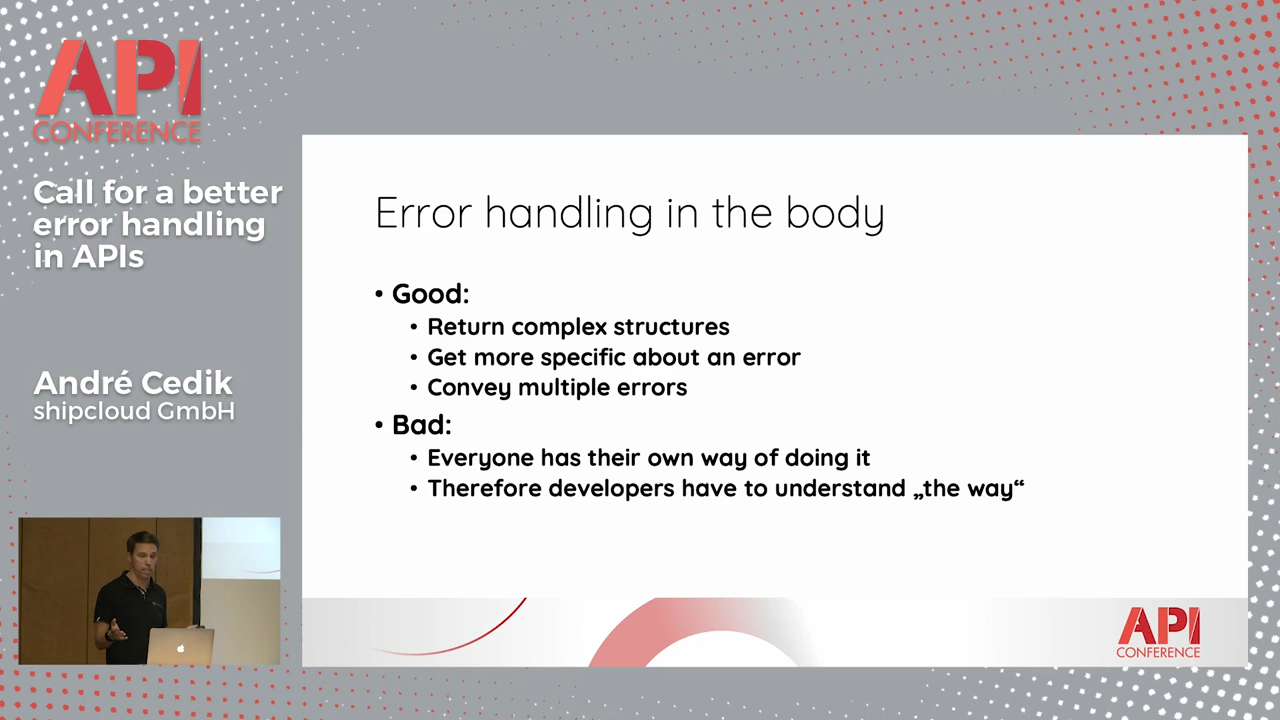 API
CONFERENCE
Call for a better
error handling
in APIs
André Cedik
shipcloud GmbH
Error handling in the body
• Good:
• Return complex structures
• Get more specific about an error
• Convey multiple errors
• Bad:
• Everyone has their own way of doing it
• Therefore developers have to understand „the way“
API
CONFERENCE